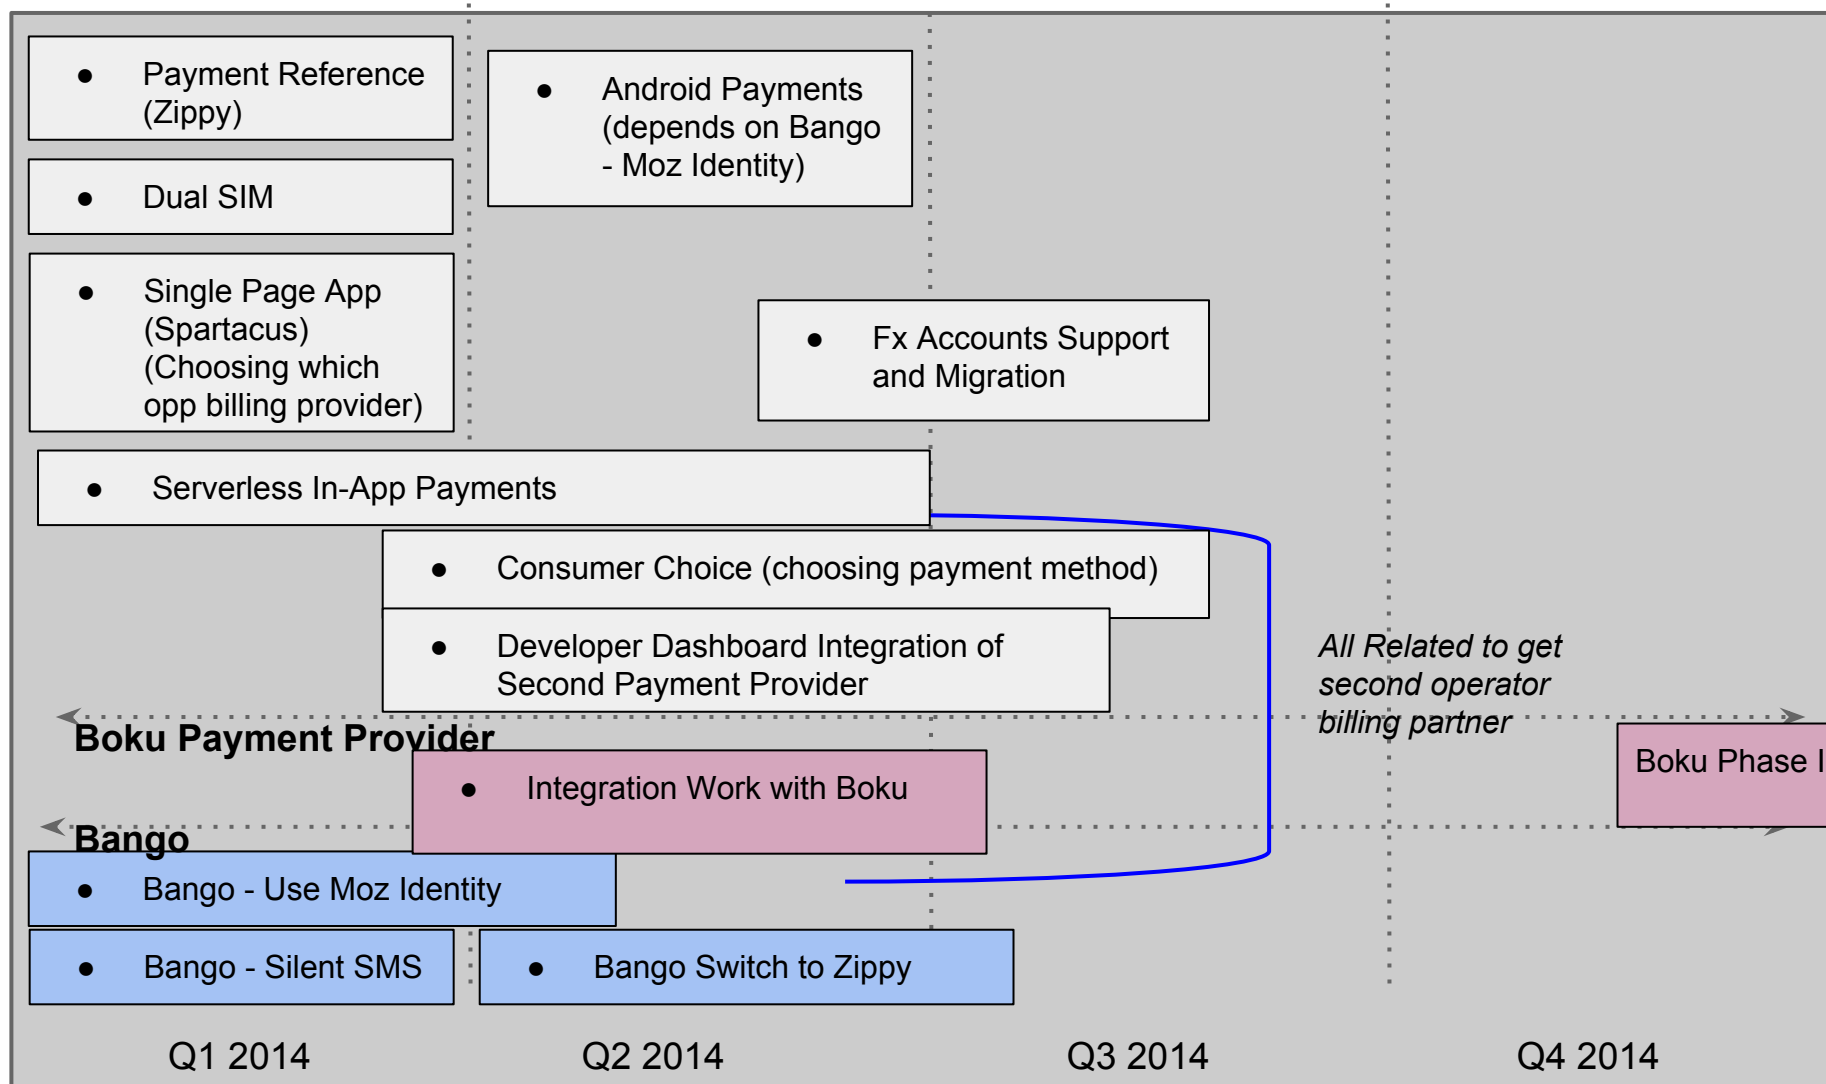 ● Payment Reference
(Zippy)
● Android Payments
(depends on Bango
- Moz Identity)
● Dual SIM
● Single Page App
(Spartacus)
(Choosing which
opp billing provider)
● Fx Accounts Support
and Migration
● Serverless In-App Payments
● Consumer Choice (choosing payment method)
● Developer Dashboard Integration of
Second Payment Provider
All Related to get
second operator
billing partner
Boku Payment Provider
● Integration Work with Boku
Boku Phase I
Bango
● Bango - Use Moz Identity
● Bango - Silent SMS
● Bango Switch to Zippy
Q1 2014
Q2 2014
Q3 2014
Q4 2014